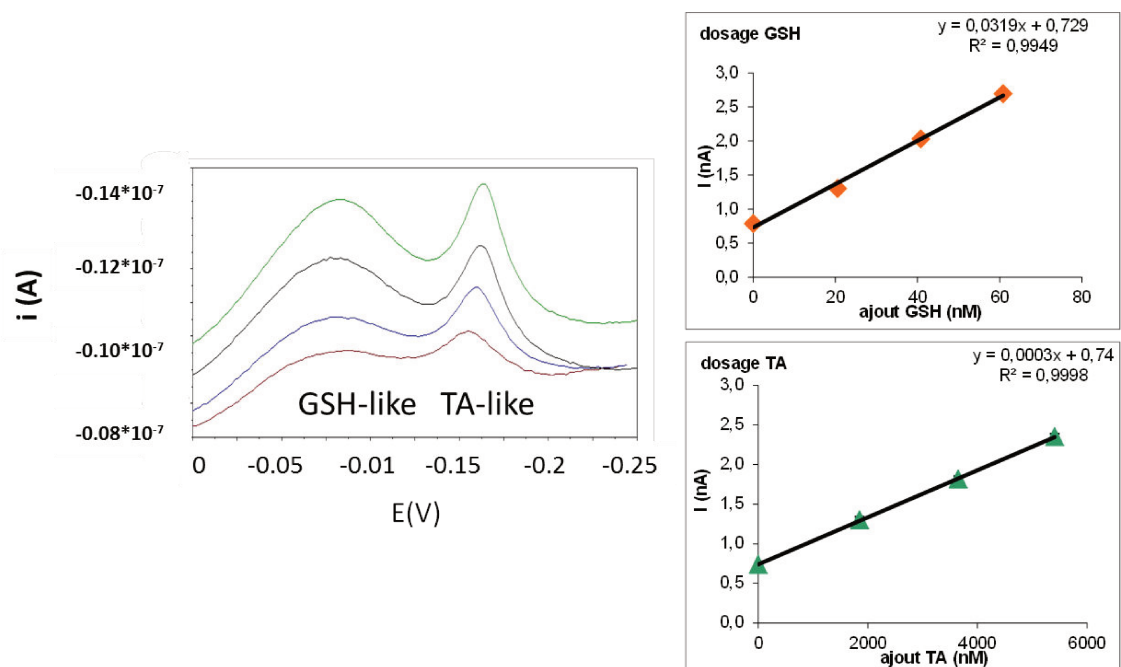 i (A)
-0.14*10-7
-0.12*10-7
-0.10*10-7
-0.08*10-7
GSH-like TA-like
0 -0.05 -0.01 -0.15 -0.2 -0.25
E(V)
dosage GSH
y = 0,0319x + 0,729
R² = 0,9949
I (nA)
3,0
2,5
2,0
1,5
1,0
0,5
0,0
0 20 40 60 80
ajout GSH (nM)
dosage TA
y = 0,0003x + 0,74
R² = 0,9998
I (nA)
3,0
2,5
2,0
1,5
1,0
0,5
0,0
0 2000 4000 6000
ajout TA (nM)